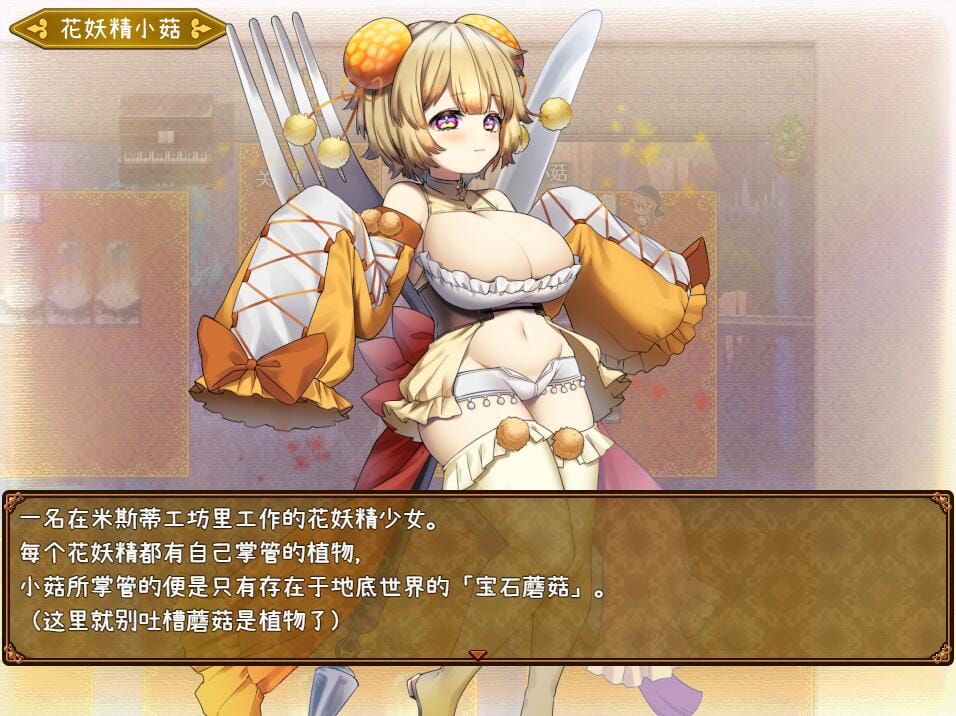 花妖精小菇
关
菇
一名在米斯蒂工坊里工作的花妖精少女。
每个花妖精都有自己掌管的植物,
小菇所掌管的便是只有存在于地底世界的「宝石蘑菇」。
（这里就别吐槽蘑菇是植物了）